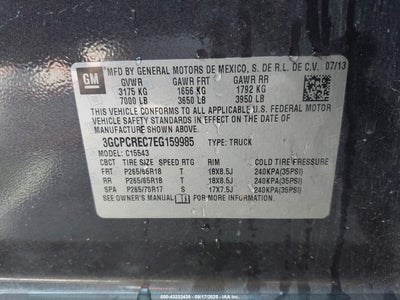 GM
MFD BY GENERAL MOTORS DE MEXICO, S. DE R.L. DE C.V. 07/13
GVWR GAWR FRT GAWR RR
3175 KG 1656 KG 1792 KG
7000 LB 3650 LB 3950 LB
THIS VEHICLE CONFORMS TO ALL APPLICABLE U.S. FEDERAL MOTOR
VEHICLE SAFETY AND THEFT PREVENTION STANDARDS IN
EFFECT ON THE DATE OF MANUFACTURE SHOWN ABOVE.
3GCPCREC7EG159985 TYPE: TRUCK
MODEL: C15543
CBCT TIRE SIZE SPEED RTG RIM COLD TIRE PRESSURE
FRT P265/65R18 T 18X8.5J 240KPA(35PSI)
RR P265/65R18 T 18X8.5J 240KPA(35PSI)
SPA P265/70R17 S 17X7.5J 240KPA(35PSI)
SEE OWNER'S MANUAL FOR MORE INFORMATION.